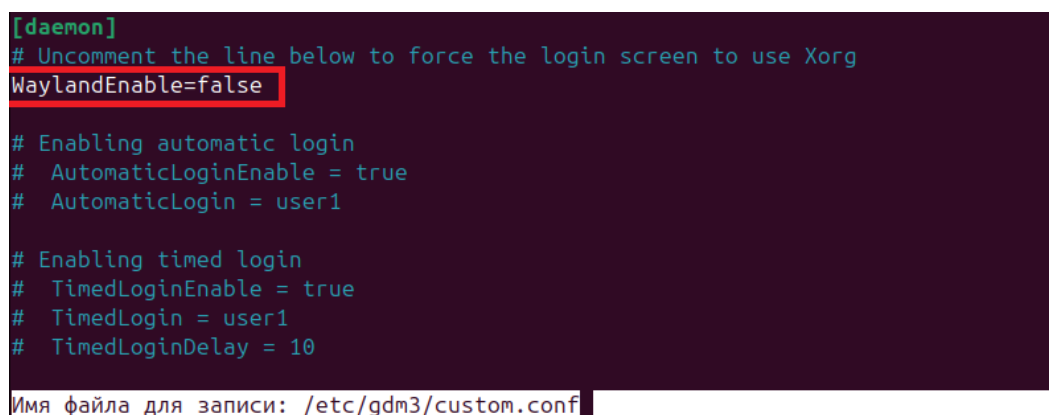 [daemon]
# Uncomment the line below to force the login screen to use Xorg
WaylandEnable=false
# Enabling automatic login
#  AutomaticLoginEnable = true
#  AutomaticLogin = user1
# Enabling timed login
#  TimedLoginEnable = true
#  TimedLogin = user1
#  TimedLoginDelay = 10
Имя файла для записи: /etc/gdm3/custom.conf